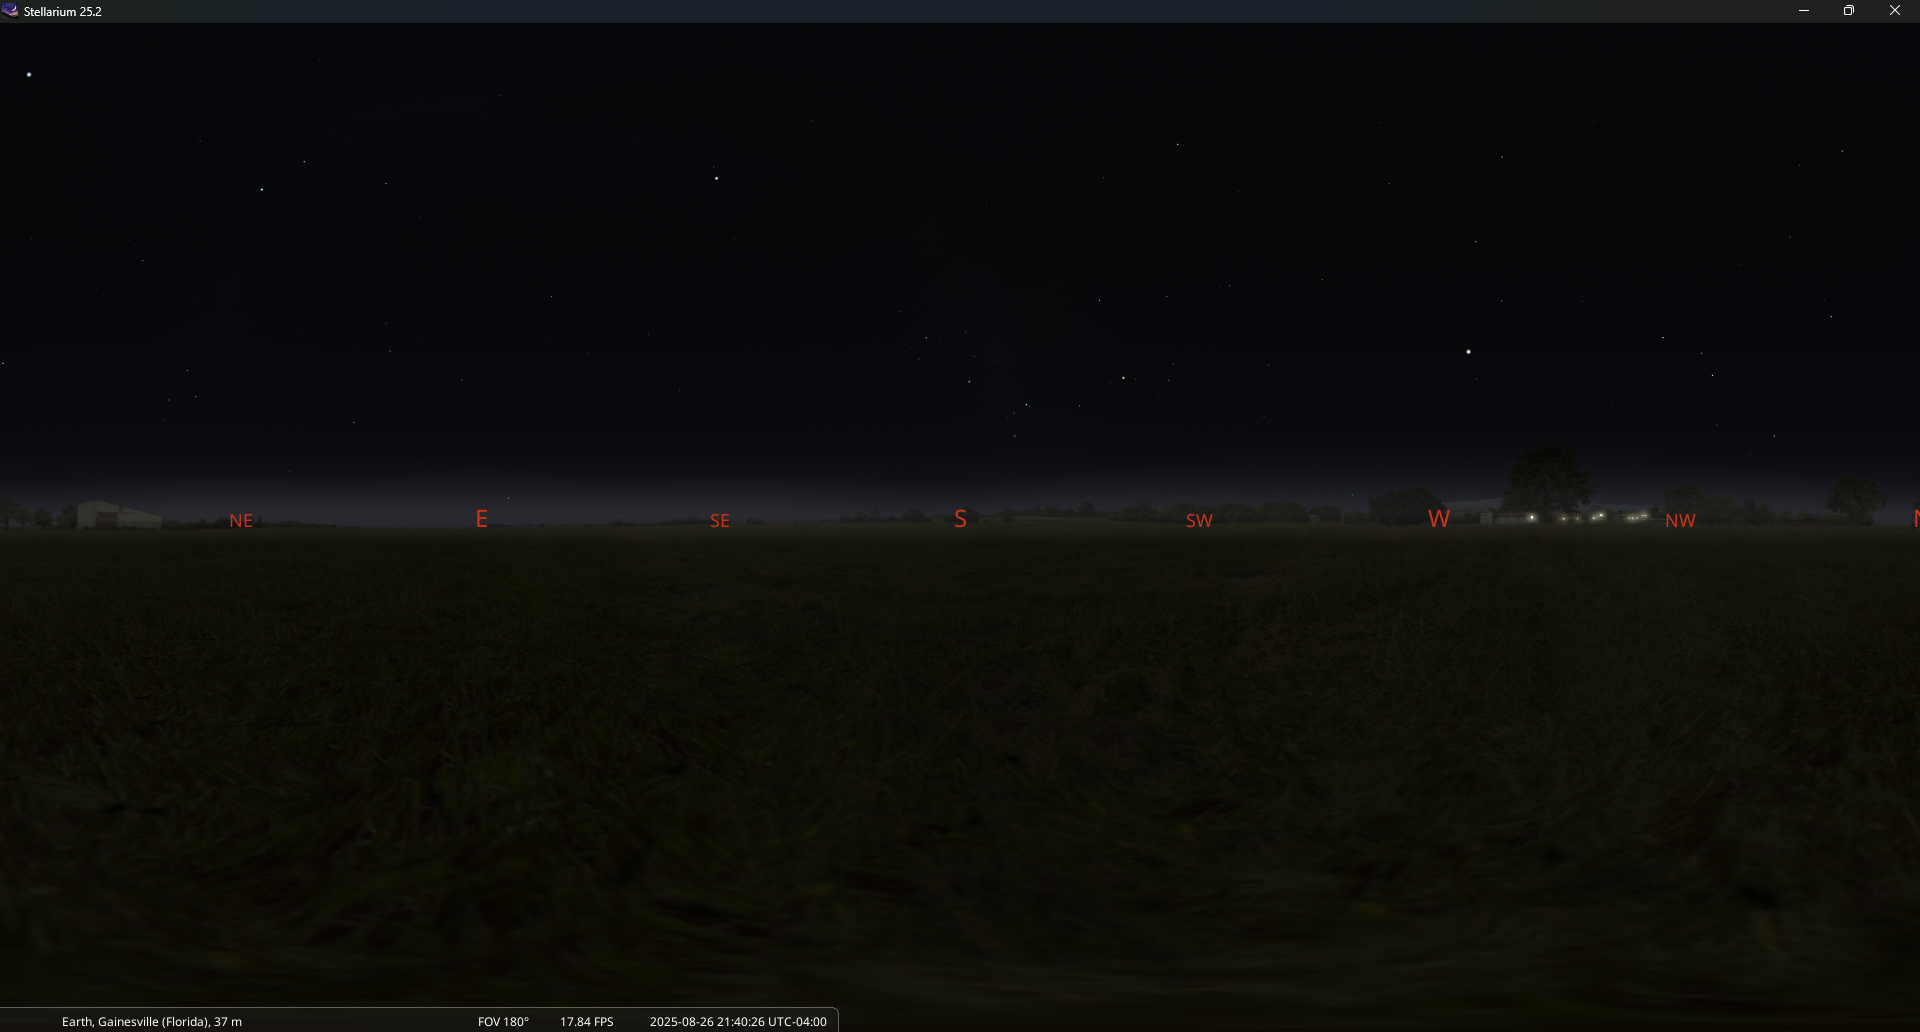 Stellarium 25.2
NE E SE S SW W NW
Earth, Gainesville (Florida), 37 m FOV 180° 17.84 FPS 2025-08-26 21:40:26 UTC-04:00